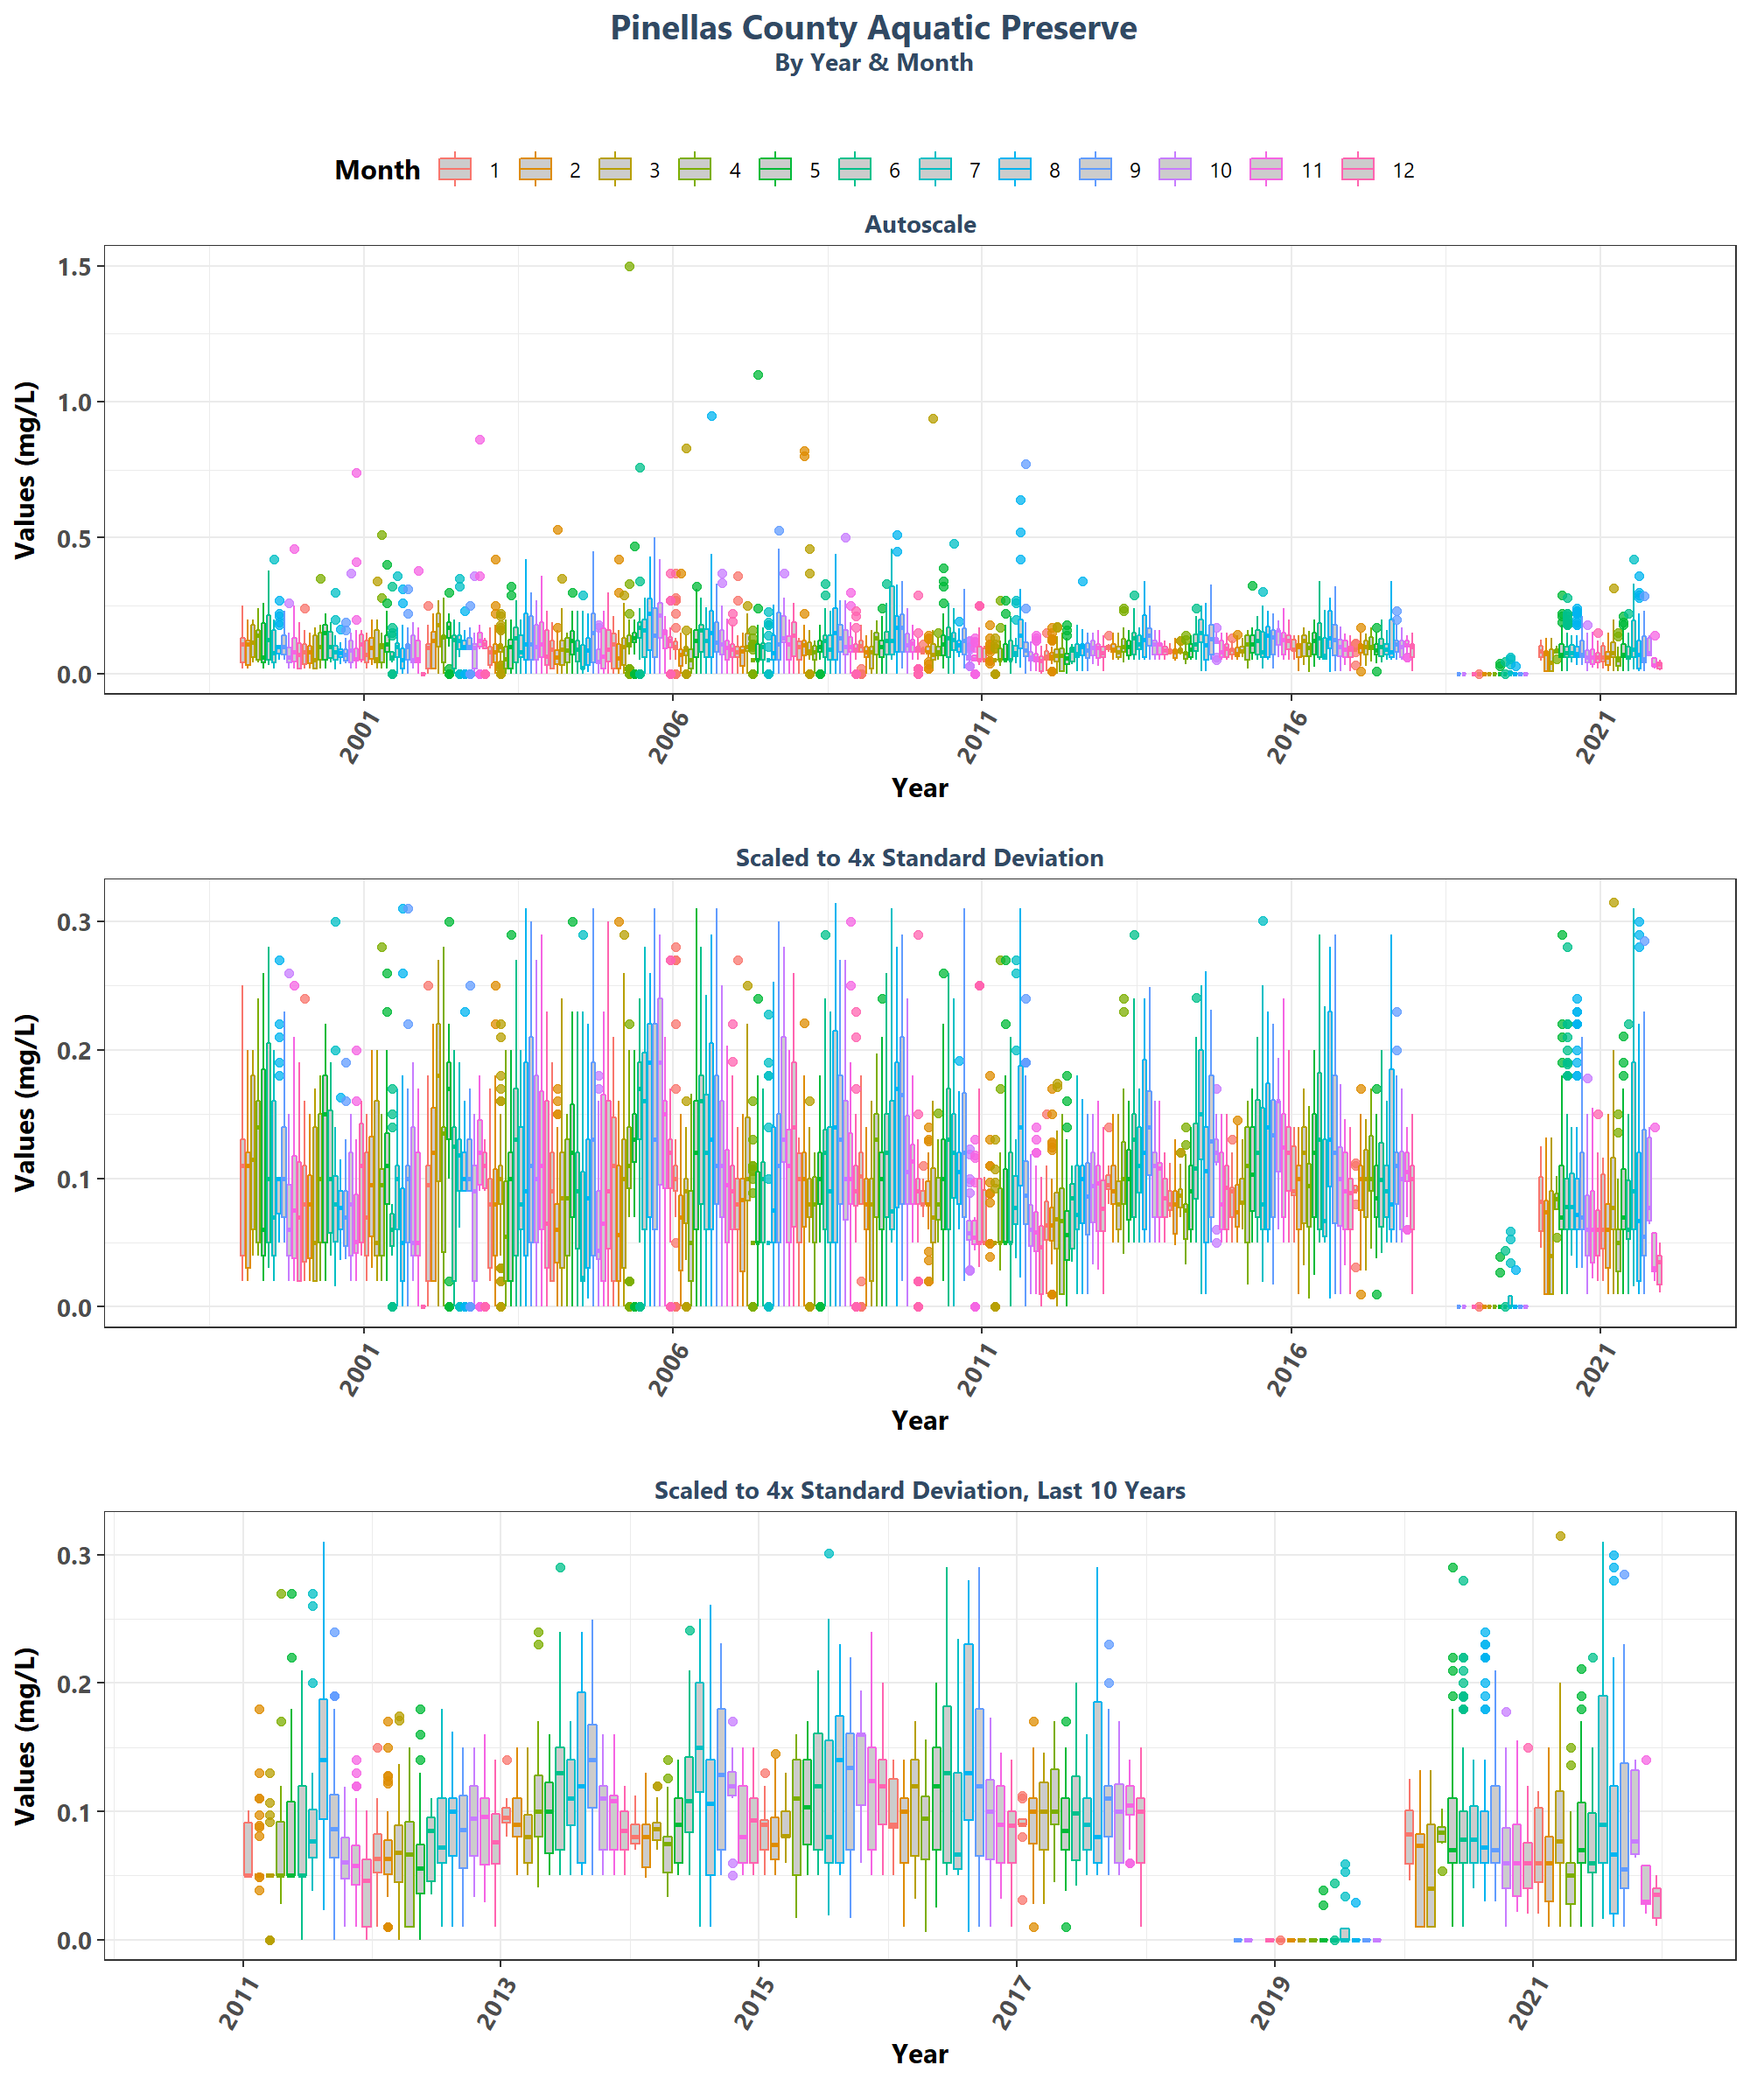 Pinellas County Aquatic Preserve
By Year & Month
Month 1 2 3 4 5 6 7 8 9 10 11 12
Autoscale
Values (mg/L)
1.5
1.0
0.5
0.0
2001 2006 2011 2016 2021
Year
Scaled to 4x Standard Deviation
Values (mg/L)
0.3
0.2
0.1
0.0
2001 2006 2011 2016 2021
Year
Scaled to 4x Standard Deviation, Last 10 Years
Values (mg/L)
0.3
0.2
0.1
0.0
2011 2013 2015 2017 2019 2021
Year